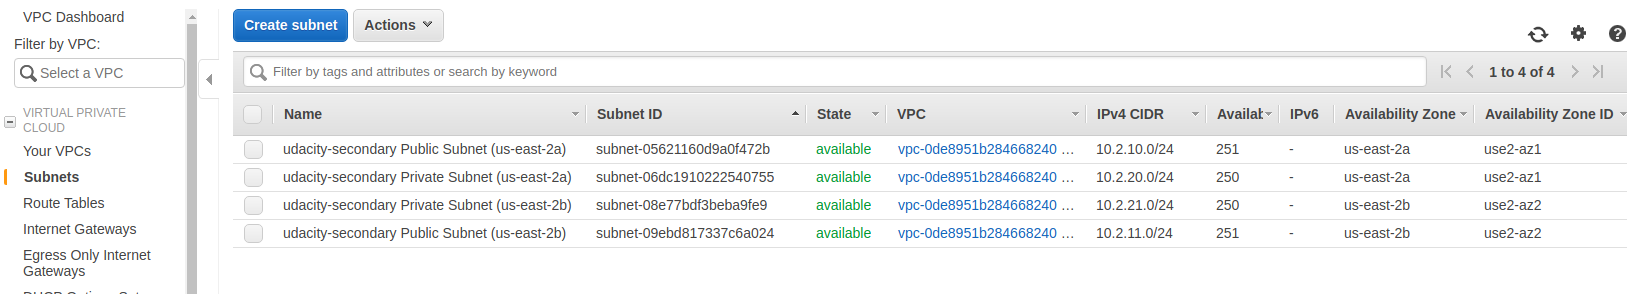 VPC Dashboard
Filter by VPC:
Select a VPC
VIRTUAL PRIVATE
CLOUD
Your VPCs
Subnets
Route Tables
Internet Gateways
Egress Only Internet
Gateways
Create subnet
Actions
Filter by tags and attributes or search by keyword
1 to 4 of 4
Name Subnet ID State VPC IPv4 CIDR Availab IPv6 Availability Zone Availability Zone ID
udacity-secondary Public Subnet (us-east-2a) subnet-05621160d9a0f472b available vpc-0de8951b284668240 ... 10.2.10.0/24 251 - us-east-2a use2-az1
udacity-secondary Private Subnet (us-east-2a) subnet-06dc1910222540755 available vpc-0de8951b284668240 ... 10.2.20.0/24 250 - us-east-2a use2-az1
udacity-secondary Private Subnet (us-east-2b) subnet-08e77bdf3beba9fe9 available vpc-0de8951b284668240 ... 10.2.21.0/24 250 - us-east-2b use2-az2
udacity-secondary Public Subnet (us-east-2b) subnet-09ebd817337c6a024 available vpc-0de8951b284668240 ... 10.2.11.0/24 251 - us-east-2b use2-az2